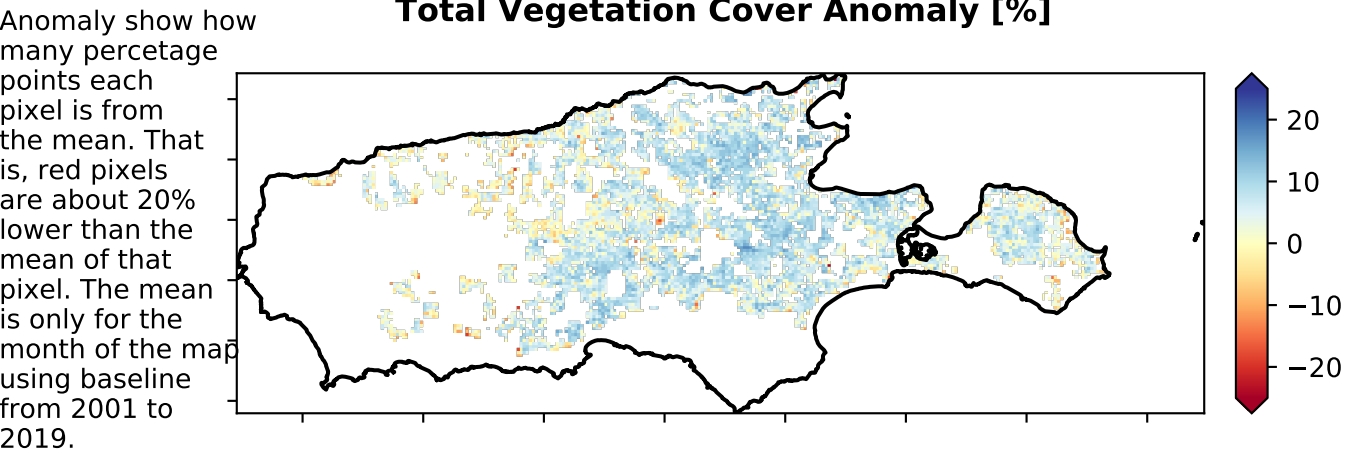 Total Vegetation Cover Anomaly [%]
Anomaly show how
many percetage
points each
pixel is from
the mean. That
is, red pixels
are about 20%
lower than the
mean of that
pixel. The mean
is only for the
month of the map
using baseline
from 2001 to
2019.
20
10
0
−10
−20